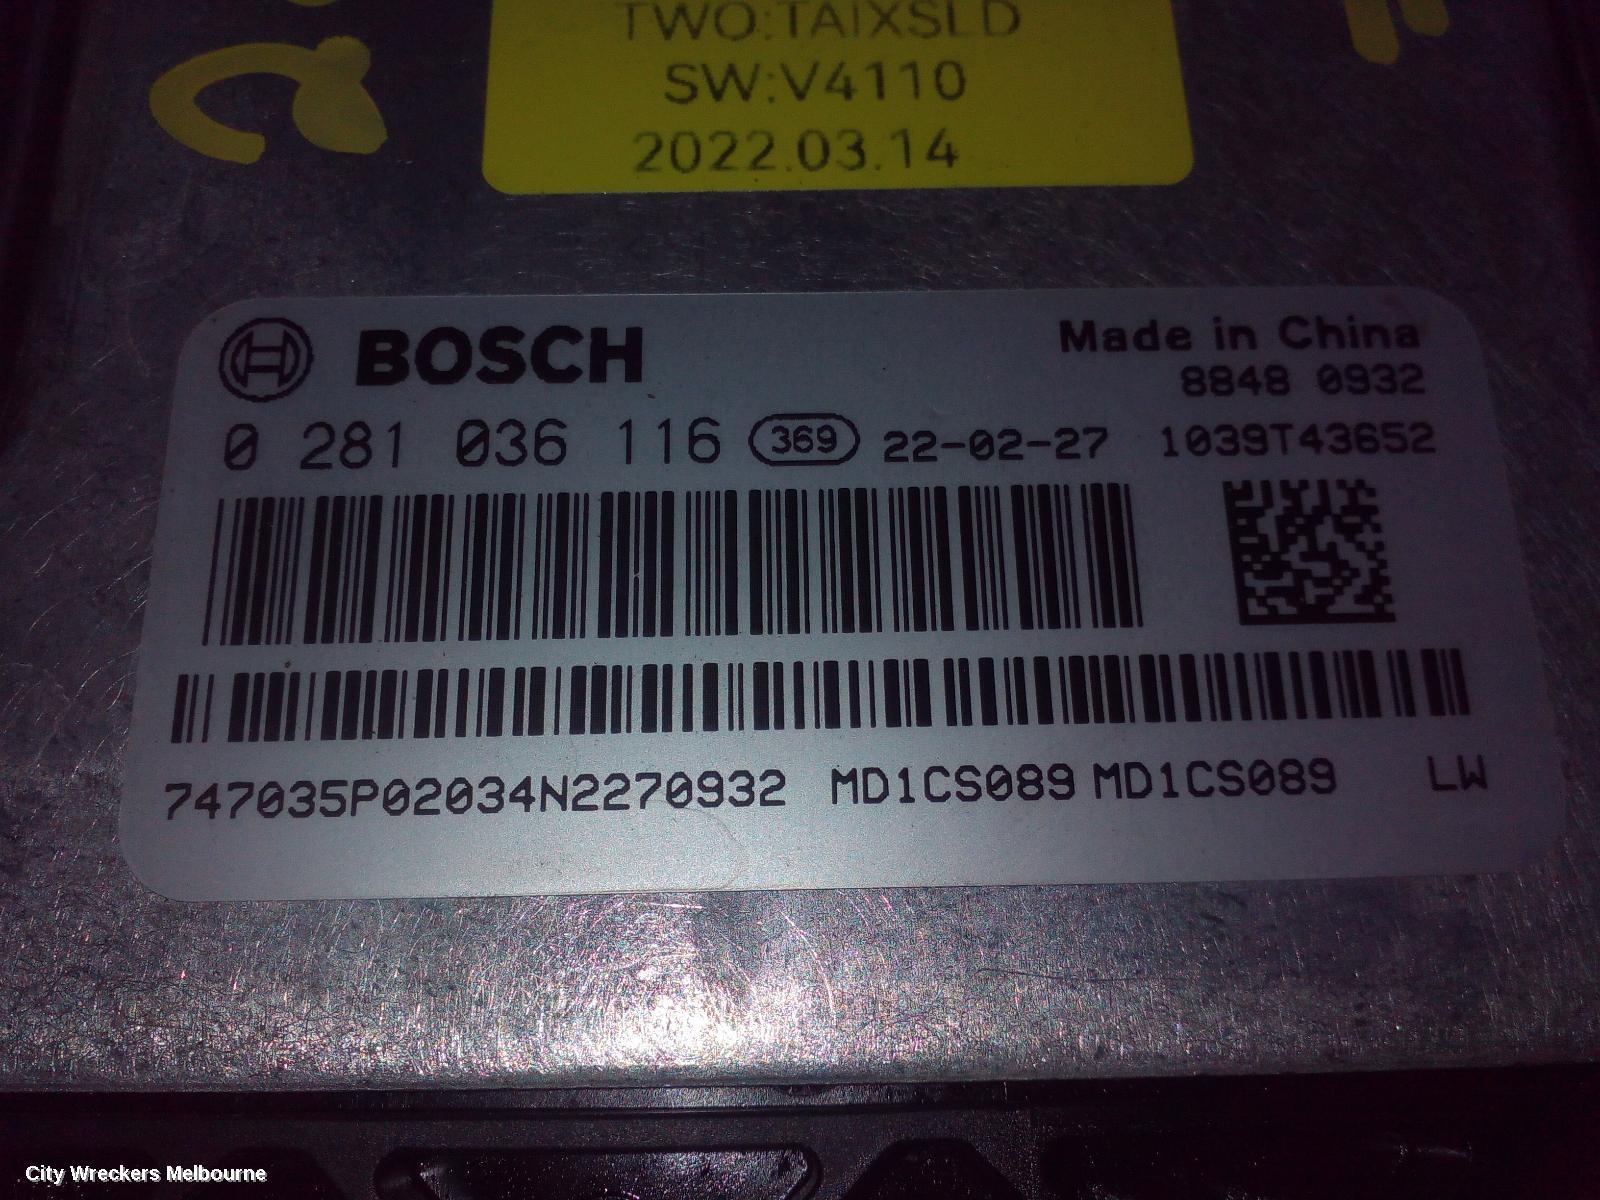 TWO:TAIXSLD
SW:V4110
2022.03.14
BOSCH
Made in China
8848 0932
0 281 036 116 369 22-02-27 1039T43652
747035P02034N2270932 MD1CS089 MD1CS089 LW
City Wreckers Melbourne